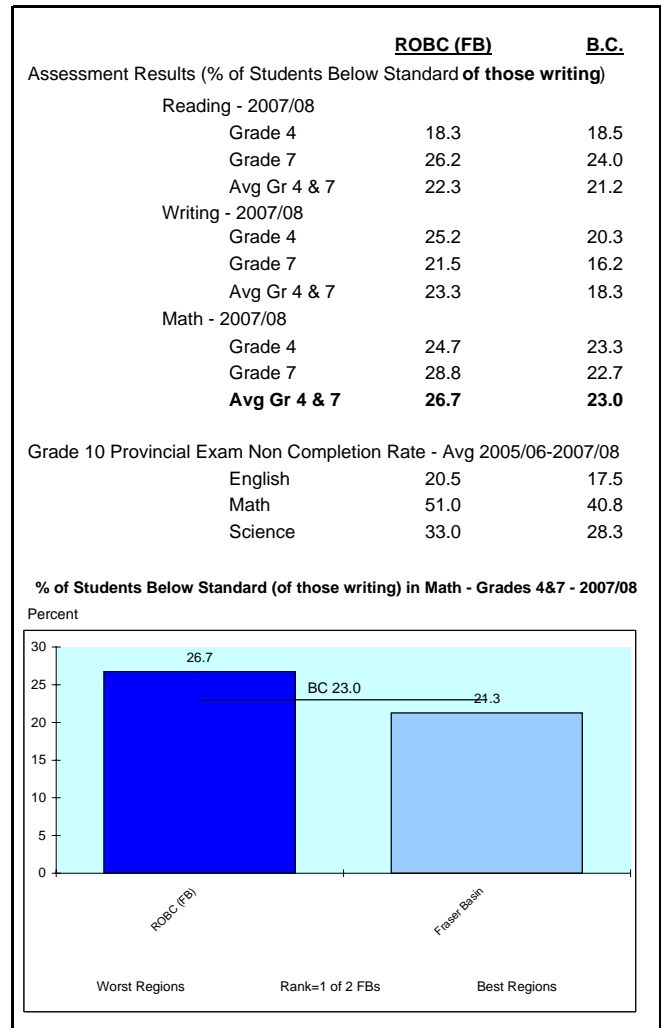 ROBC (FB) B.C.
Assessment Results (% of Students Below Standard of those writing)
Reading - 2007/08
Grade 4 18.3 18.5
Grade 7 26.2 24.0
Avg Gr 4 & 7 22.3 21.2
Writing - 2007/08
Grade 4 25.2 20.3
Grade 7 21.5 16.2
Avg Gr 4 & 7 23.3 18.3
Math - 2007/08
Grade 4 24.7 23.3
Grade 7 28.8 22.7
Avg Gr 4 & 7 26.7 23.0
Grade 10 Provincial Exam Non Completion Rate - Avg 2005/06-2007/08
English 20.5 17.5
Math 51.0 40.8
Science 33.0 28.3
% of Students Below Standard (of those writing) in Math - Grades 4&7 - 2007/08
Percent
30
26.7
25
BC 23.0
21.3
20
15
10
5
0
ROBC (FB)
Fraser Basin
Worst Regions Rank=1 of 2 FBs Best Regions